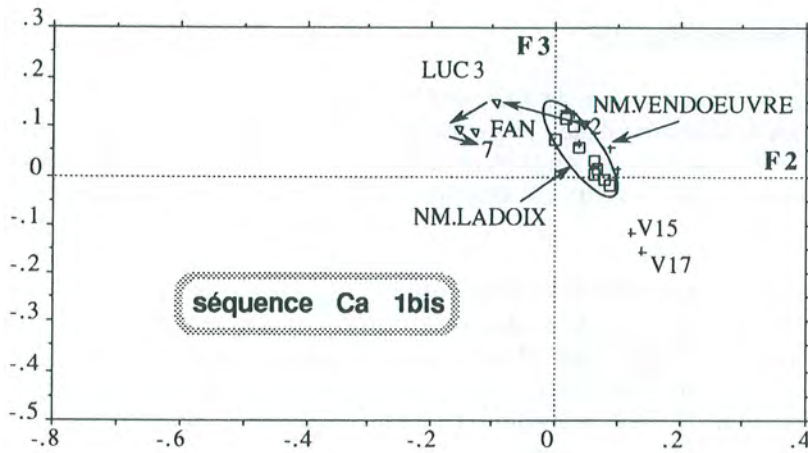 .3
F 3
.2
LUC 3
NM.VENDOEUVRE
.1
FAN
2
7
0
F 2
NM.LADOIX
-.1
V15
V17
-.2
séquence Ca 1bis
-.3
-.4
-.5
-.8 -.6 -.4 -.2 0 .2 .4